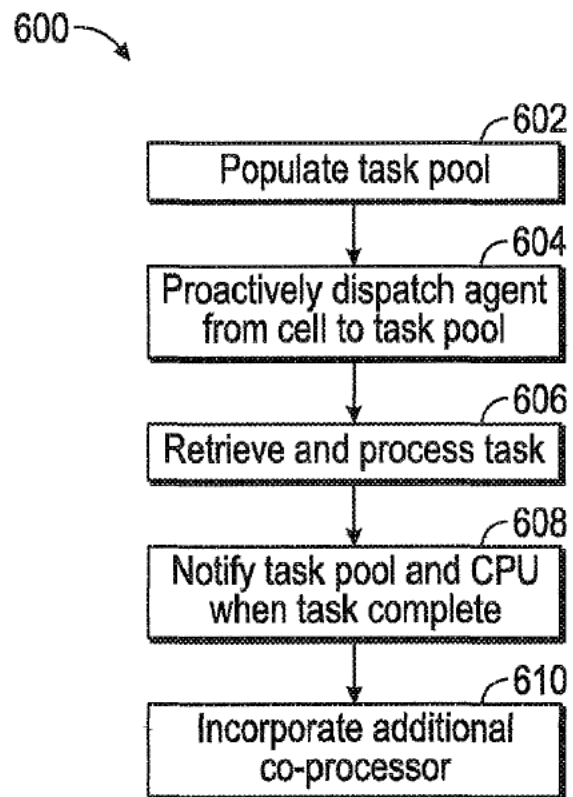 600
602
Populate task pool
604
Proactively dispatch agent
from cell to task pool
606
Retrieve and process task
608
Notify task pool and CPU
when task complete
610
Incorporate additional
co-processor